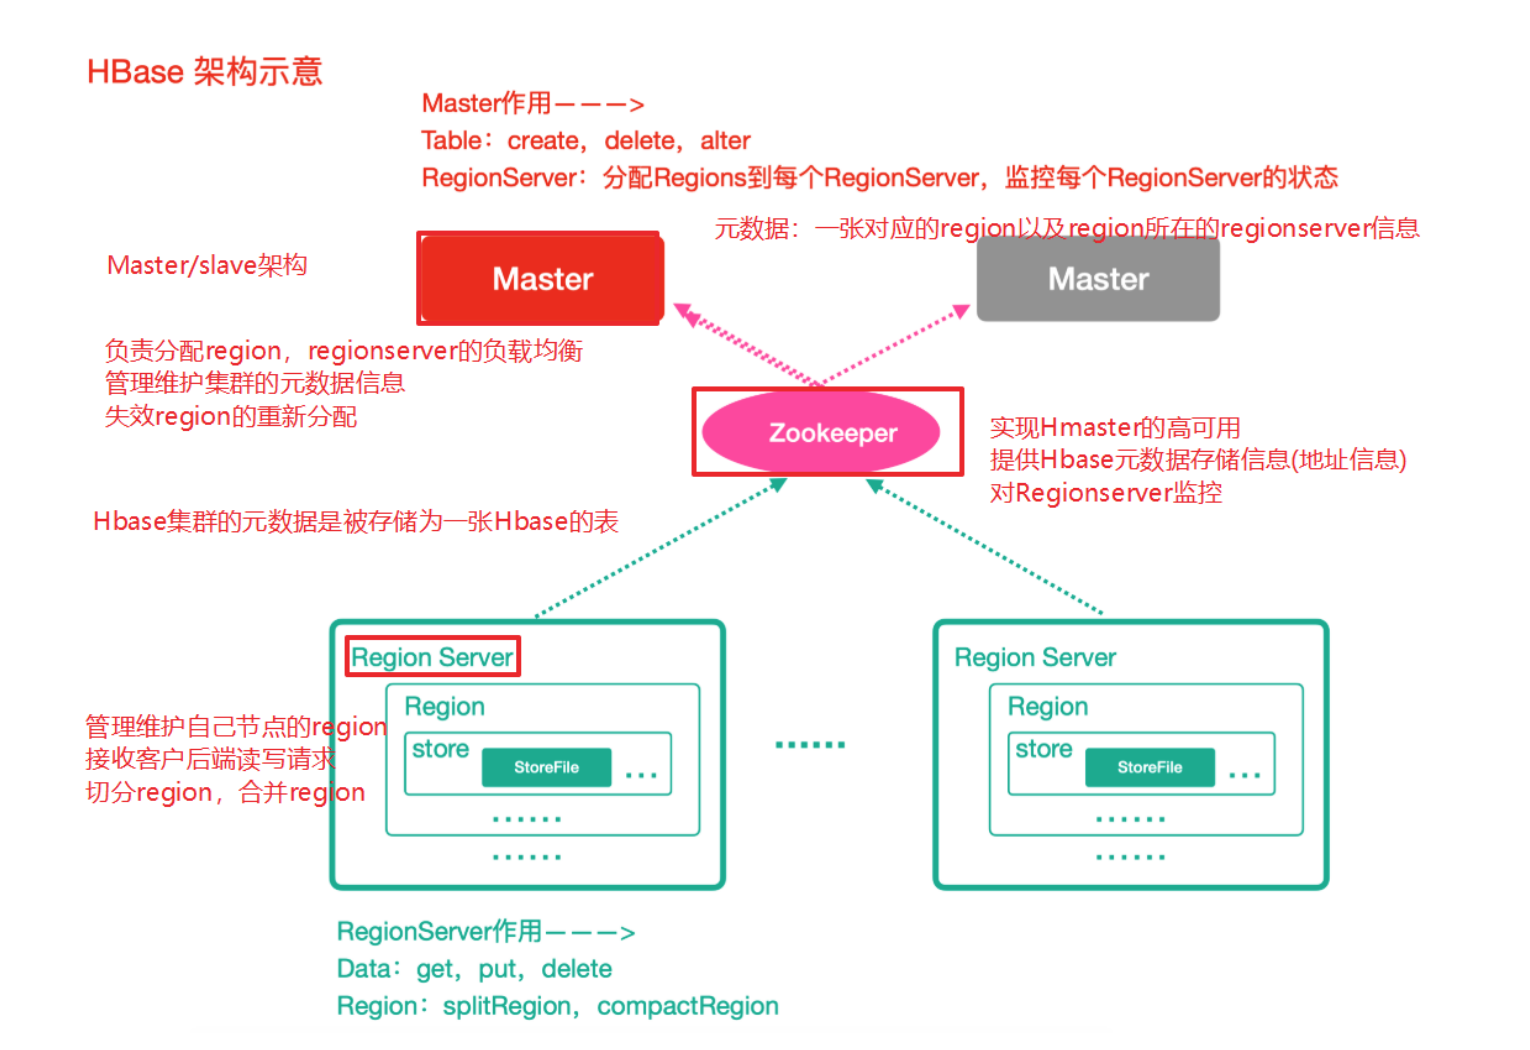 HBase 架构示意
Master作用———>
Table：create，delete，alter
RegionServer：分配Regions到每个RegionServer，监控每个RegionServer的状态
元数据：一张对应的region以及region所在的regionserver信息
Master/slave架构
Master
Master
负责分配region，regionserver的负载均衡
管理维护集群的元数据信息
失效region的重新分配
Zookeeper
实现Hmaster的高可用
提供Hbase元数据存储信息(地址信息)
对Regionserver监控
Hbase集群的元数据是被存储为一张Hbase的表
Region Server
Region
store
StoreFile
...
......
......
管理维护自己节点的region
接收客户后端读写请求
切分region，合并region
......
Region Server
Region
store
StoreFile
...
......
......
RegionServer作用———>
Data：get，put，delete
Region：splitRegion，compactRegion